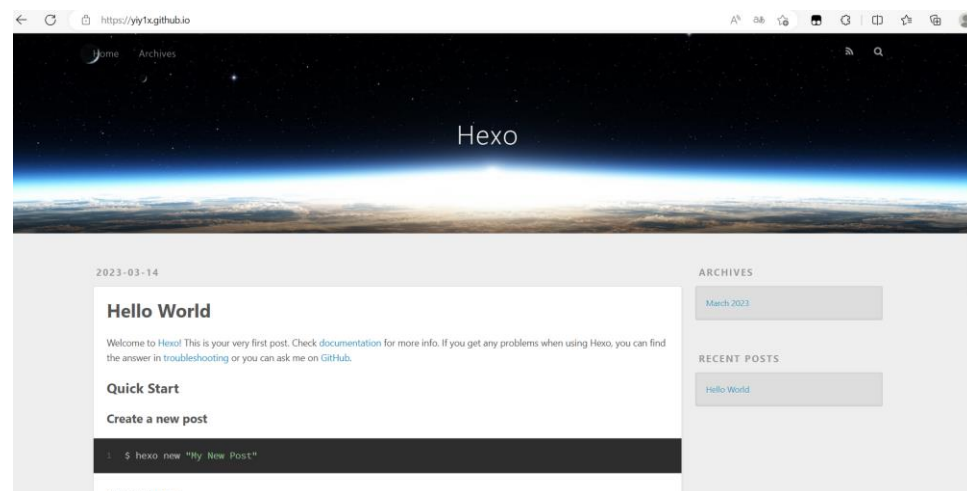 https://yiy1x.github.io
Home Archives
Hexo
2023-03-14
Hello World
Welcome to Hexo! This is your very first post. Check documentation for more info. If you get any problems when using Hexo, you can find
the answer in troubleshooting or you can ask me on GitHub.
Quick Start
Create a new post
1 $ hexo new "My New Post"
ARCHIVES
March 2023
RECENT POSTS
Hello World